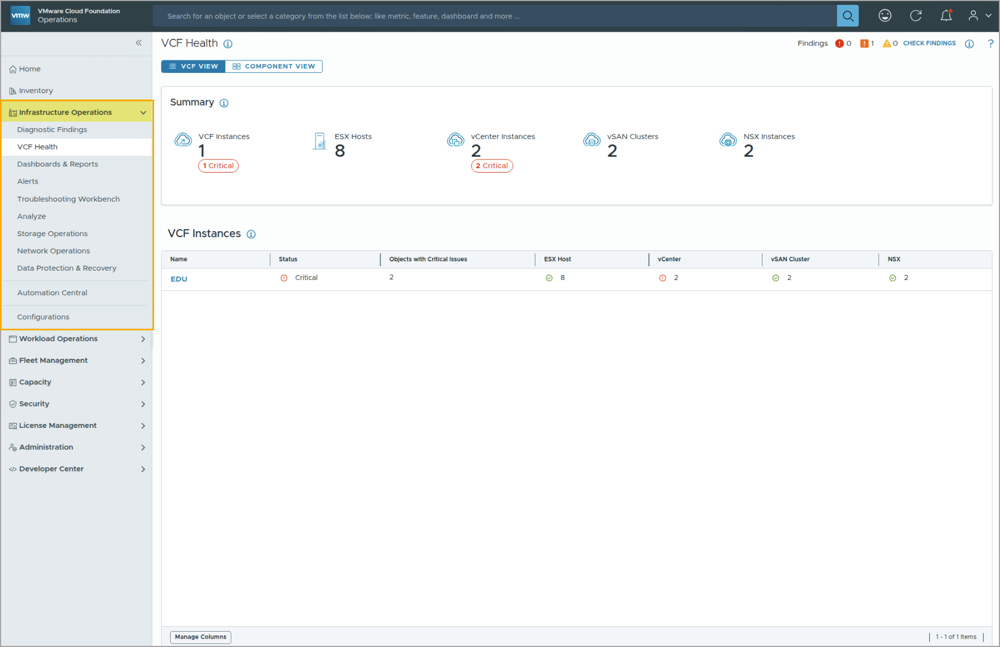 vmw
VMware Cloud Foundation
Operations
Search for an object or select a category from the list below; like metric, feature, dashboard and more ...
Home
Inventory
Infrastructure Operations
Diagnostic Findings
VCF Health
Dashboards & Reports
Alerts
Troubleshooting Workbench
Analyze
Storage Operations
Network Operations
Data Protection & Recovery
Automation Central
Configurations
Workload Operations
Fleet Management
Capacity
Security
License Management
Administration
Developer Center
VCF Health
Findings 0 1 0 CHECK FINDINGS ?
VCF VIEW COMPONENT VIEW
Summary
VCF Instances
1
1 Critical
ESX Hosts
8
vCenter Instances
2
2 Critical
vSAN Clusters
2
NSX Instances
2
VCF Instances
Name Status Objects with Critical Issues ESX Host vCenter vSAN Cluster NSX
EDU Critical 2 8 2 2 2
Manage Columns
1 - 1 of 1 Items